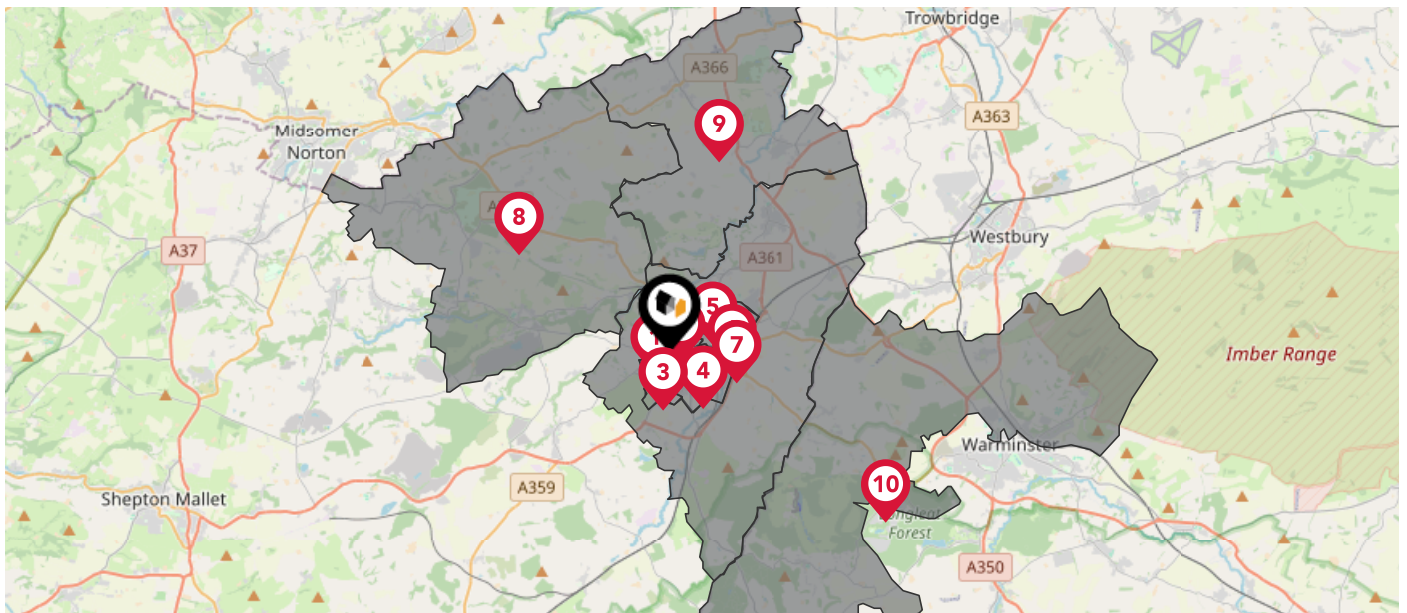 Trowbridge
A366
A363
9
Midsomer
Norton
8
A37
A361
Westbury
5
7
3
4
Imber Range
Warminster
A359
10
Shepton Mallet
Longleat
Forest
A350